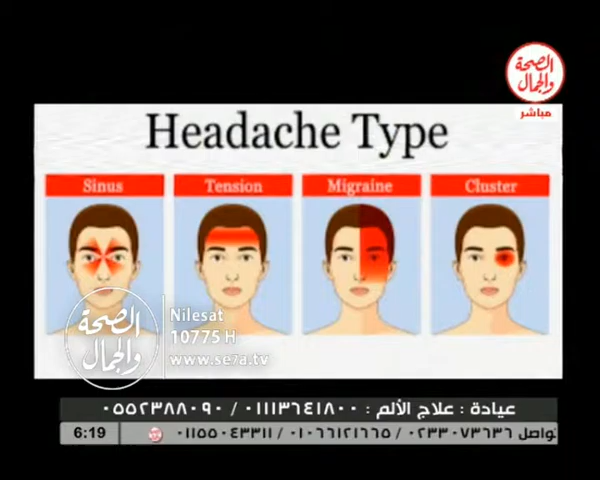 الصحة
والجمال
مباشر
Headache Type
Sinus
Tension
Migraine
Cluster
الصحة
والجمال
Nilesat
10775 H
www.se7a.tv
عيادة : علاج الألم : ٠١١١٣٦٤١٨٠٠ / ٠٥٥٢٣٨٨٠٩٠
تواصل ٠٢٣٣٠٧٣٦٣٦ / ٠١٠٦٦١٢١٦٦٥ / ٠١١٥٥٠٤٣٣١١
6:19